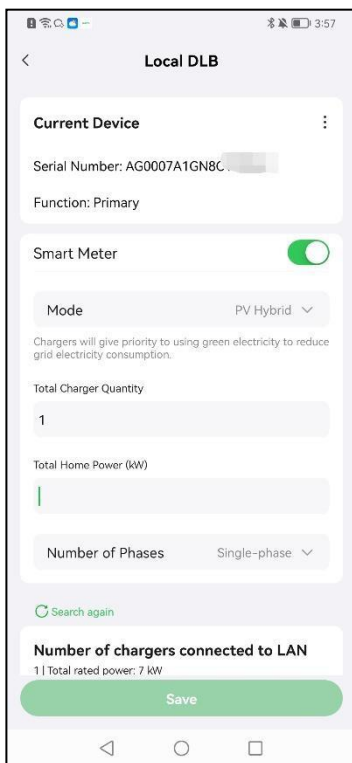 3:57
Local DLB
Current Device
Serial Number: AG0007A1GN8C
Function: Primary
Smart Meter
Mode PV Hybrid
Chargers will give priority to using green electricity to reduce
grid electricity consumption.
Total Charger Quantity
1
Total Home Power (kW)
Number of Phases Single-phase
Search again
Number of chargers connected to LAN
1 | Total rated power: 7 kW
Save